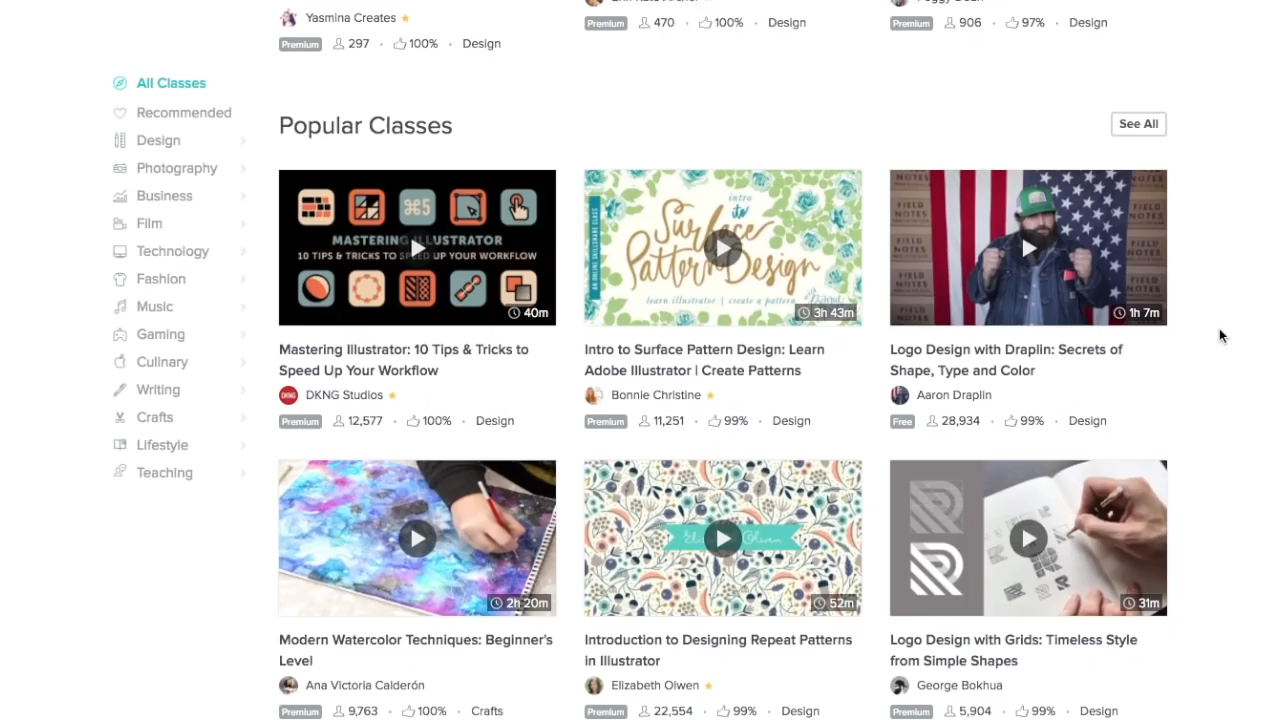 Yasmina Creates
Premium 297 · 100% · Design
Premium 470 · 100% · Design
Premium 906 · 97% · Design
All Classes
Recommended
Design
Photography
Business
Film
Technology
Fashion
Music
Gaming
Culinary
Writing
Crafts
Lifestyle
Teaching
Popular Classes
See All
⌘5
MASTERING ILLUSTRATOR
10 TIPS & TRICKS TO SPEED UP YOUR WORKFLOW
40m
Mastering Illustrator: 10 Tips & Tricks to
Speed Up Your Workflow
DKNG
DKNG Studios
Premium 12,577 · 100% · Design
AN ONLINE SKILLSHARE CLASS
intro
to
Surface
Pattern Design
learn illustrator | create a pattern
3h 43m
Intro to Surface Pattern Design: Learn
Adobe Illustrator | Create Patterns
Bonnie Christine
Premium 11,251 · 99% · Design
FIELD NOTES
1h 7m
Logo Design with Draplin: Secrets of
Shape, Type and Color
Aaron Draplin
Free 28,934 · 99% · Design
2h 20m
Modern Watercolor Techniques: Beginner's
Level
Ana Victoria Calderón
Premium 9,763 · 100% · Crafts
52m
Introduction to Designing Repeat Patterns
in Illustrator
Elizabeth Olwen
Premium 22,554 · 99% · Design
31m
Logo Design with Grids: Timeless Style
from Simple Shapes
George Bokhua
Premium 5,904 · 99% · Design